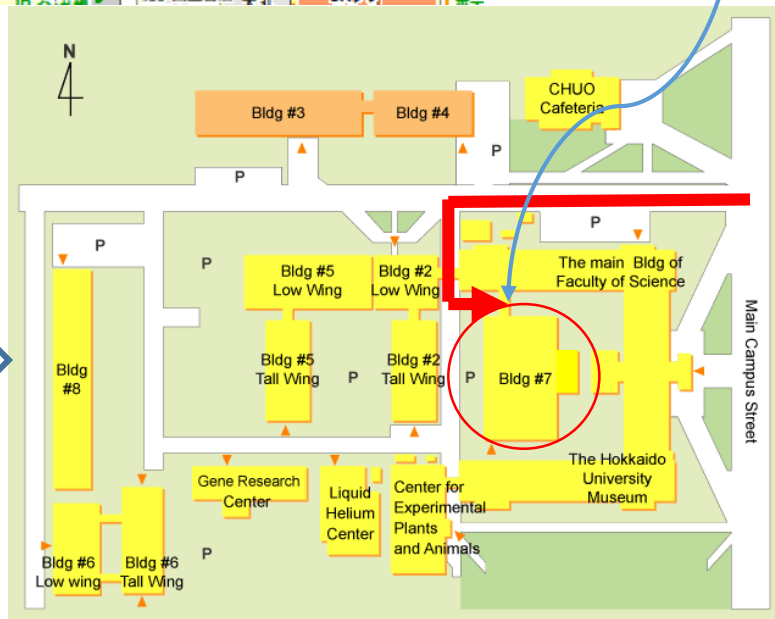 N
CHUO
Cafeteria
Bldg #3
Bldg #4
P
P
P
P
P
Bldg #5
Low Wing
Bldg #2
Low Wing
The main Bldg of
Faculty of Science
Bldg
#8
Bldg #5
Tall Wing
P
Bldg #2
Tall Wing
P
Bldg #7
Main Campus Street
Gene Research
Center
Liquid
Helium
Center
Center for
Experimental
Plants
and Animals
The Hokkaido
University
Museum
Bldg #6
Low wing
Bldg #6
Tall Wing
P